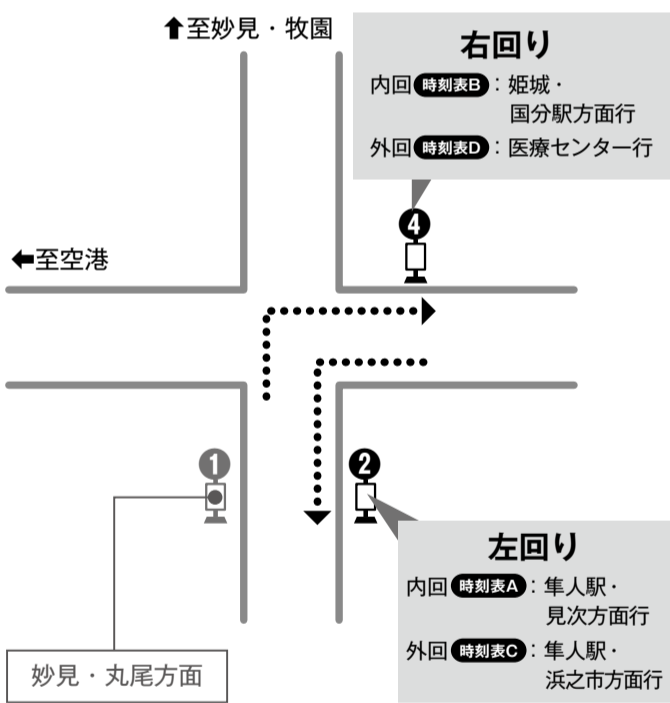 ↑至妙見・牧園
右回り
内回 時刻表B：姫城・
国分駅方面行
外回 時刻表D：医療センター行
4
←至空港
1
2
左回り
内回 時刻表A：隼人駅・
見次方面行
外回 時刻表C：隼人駅・
浜之市方面行
妙見・丸尾方面